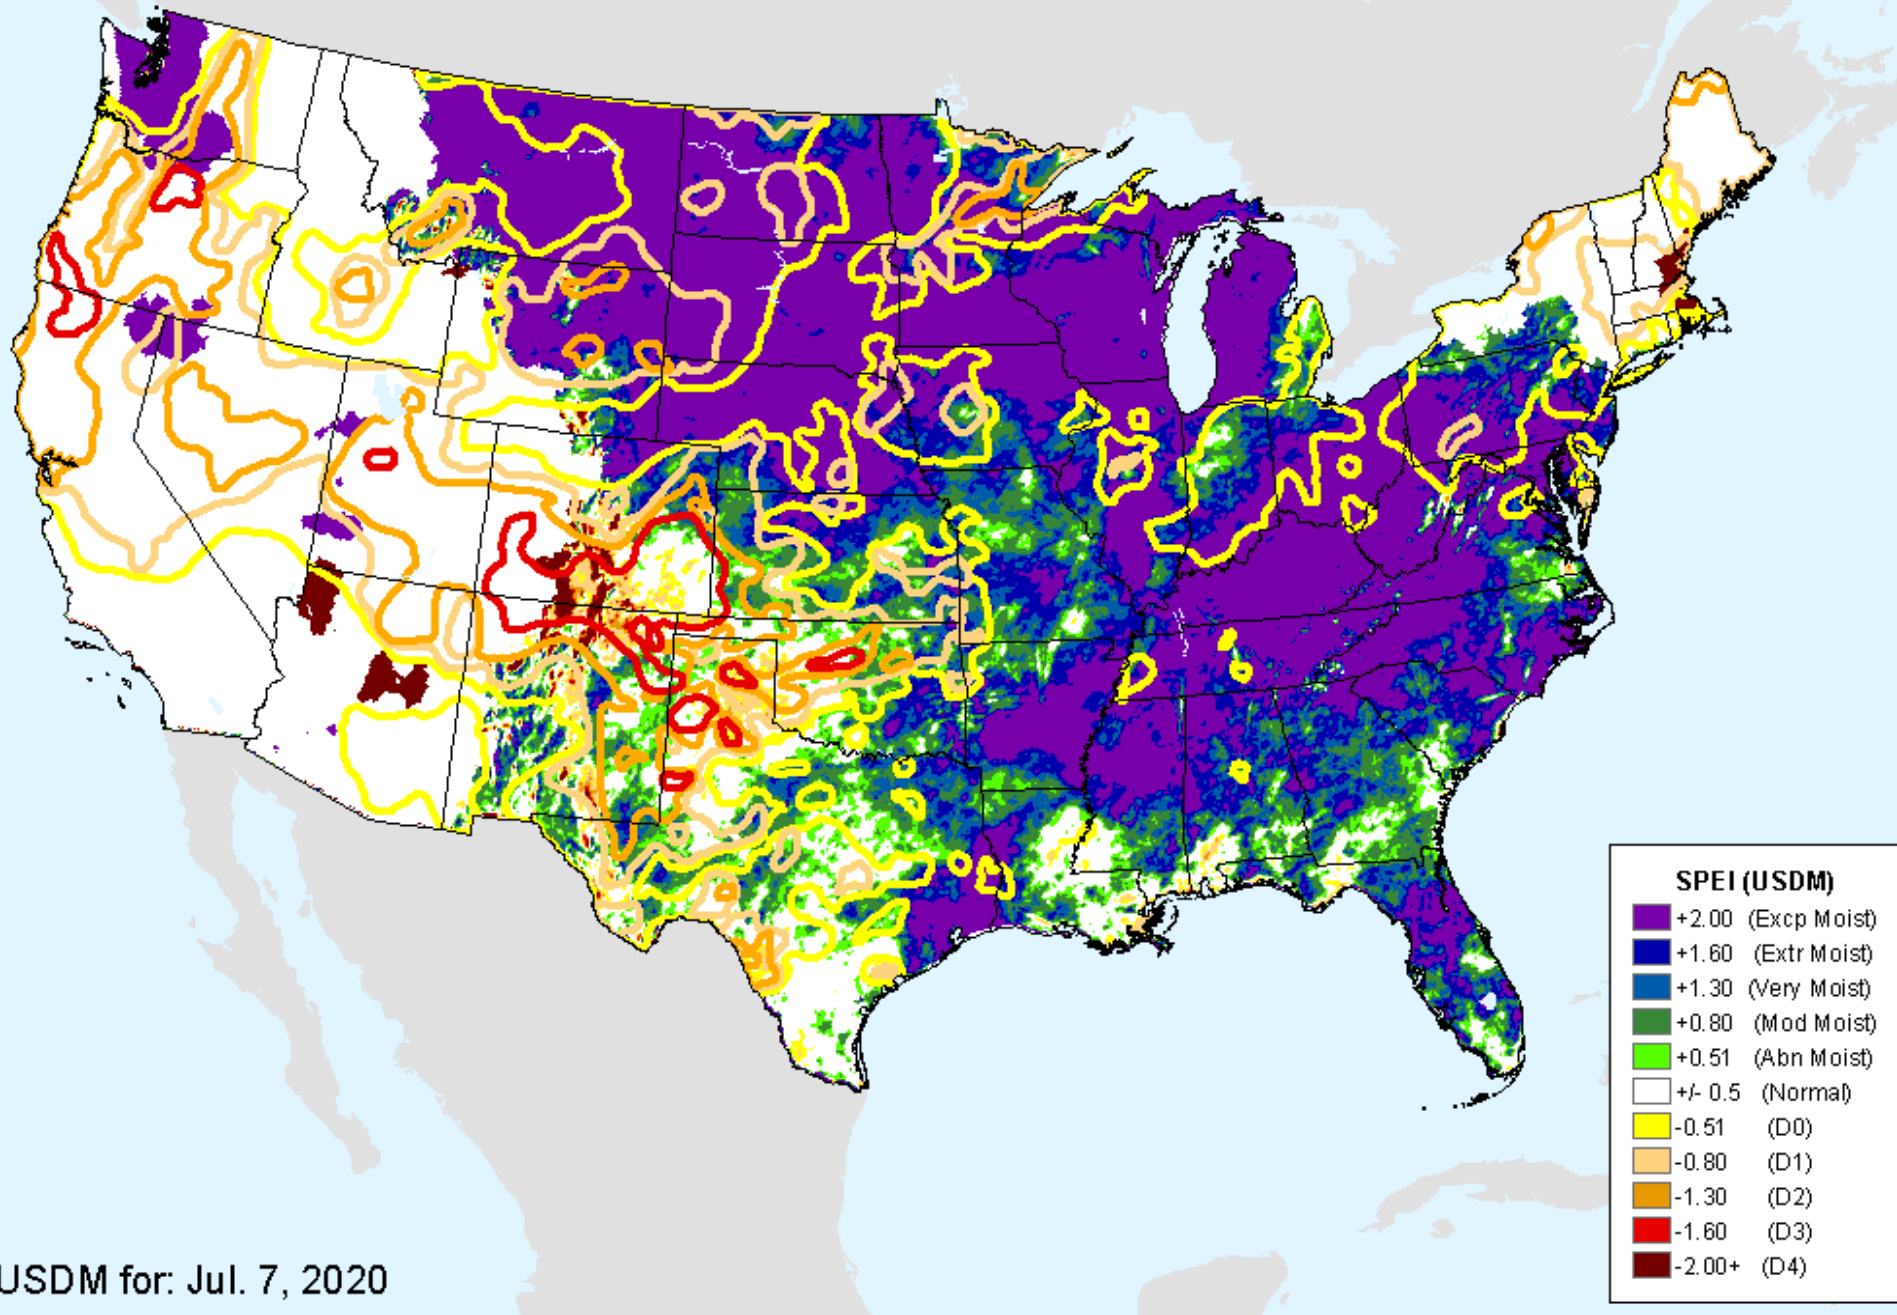 SPEI (USDM)
+2.00 (Excp Moist)
+1.60 (Extr Moist)
+1.30 (Very Moist)
+0.80 (Mod Moist)
+0.51 (Abn Moist)
+/- 0.5 (Normal)
-0.51 (D0)
-0.80 (D1)
-1.30 (D2)
-1.60 (D3)
-2.00+ (D4)
USDM for: Jul. 7, 2020